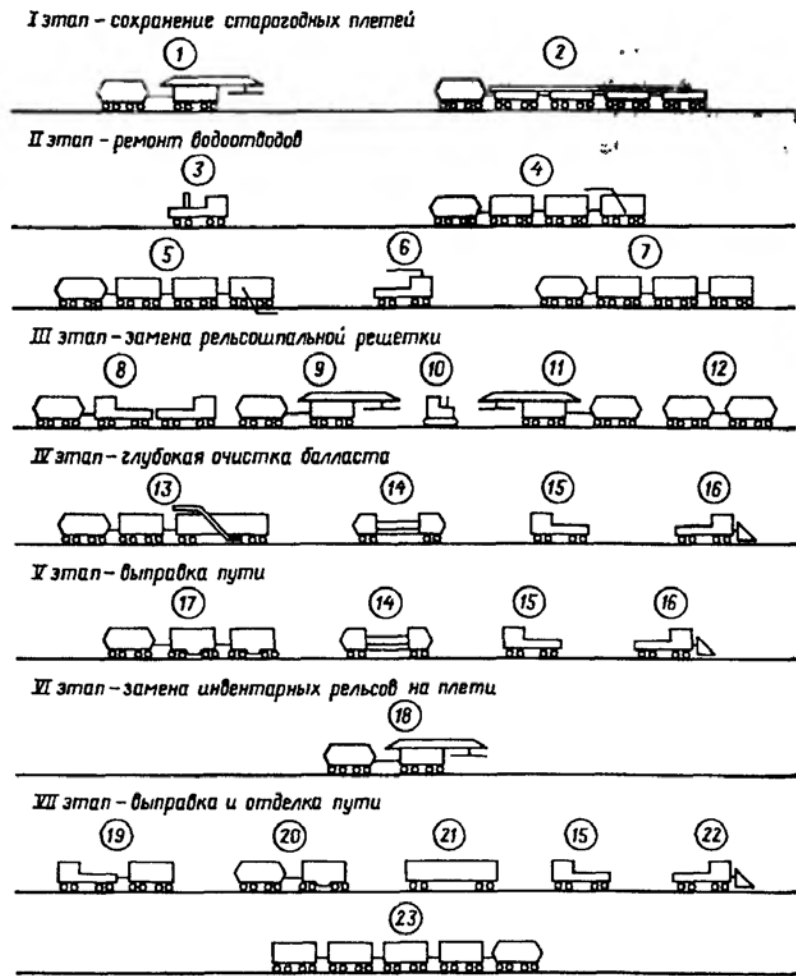 I этап – сохранение старогодных плетей
1 2
II этап – ремонт водоотводов
3 4
5 6 7
III этап – замена рельсошпальной решетки
8 9 10 11 12
IV этап – глубокая очистка балласта
13 14 15 16
V этап – выправка пути
17 14 15 16
VI этап – замена инвентарных рельсов на плети
18
VII этап – выправка и отделка пути
19 20 21 15 22
23